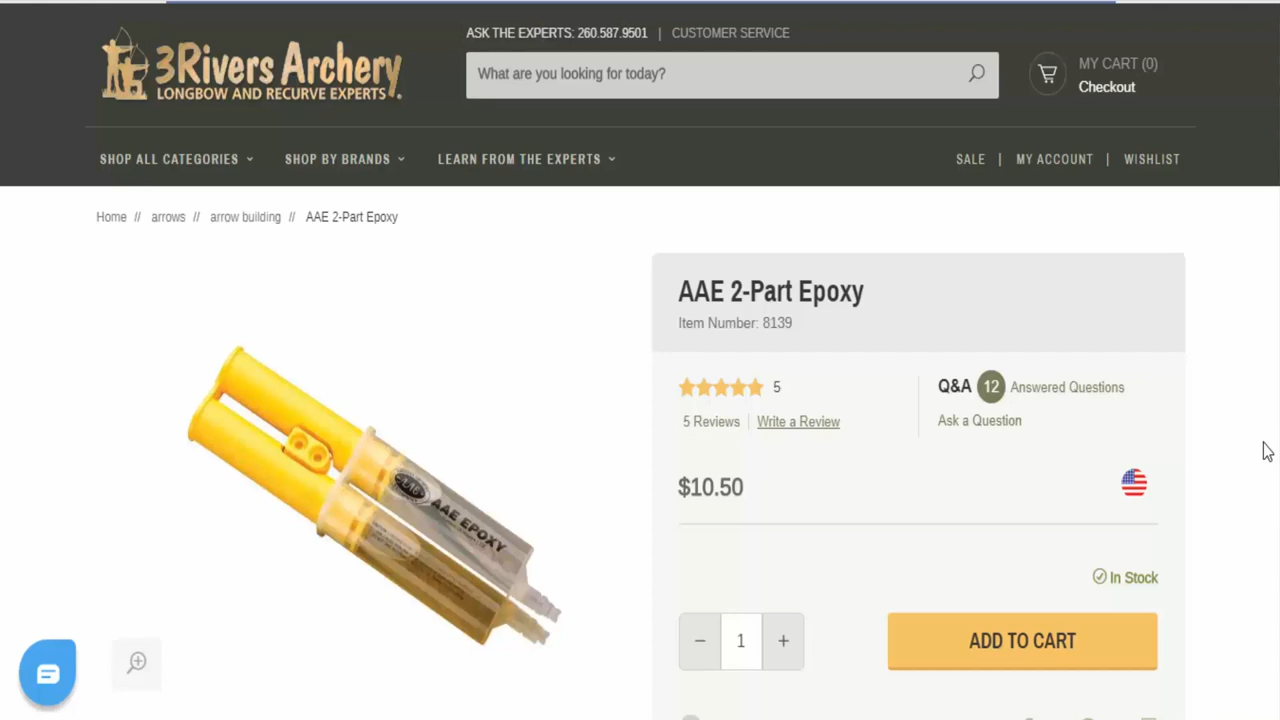 ASK THE EXPERTS: 260.587.9501 | CUSTOMER SERVICE
3Rivers Archery
LONGBOW AND RECURVE EXPERTS.
What are you looking for today?
MY CART (0)
Checkout
SHOP ALL CATEGORIES SHOP BY BRANDS LEARN FROM THE EXPERTS SALE | MY ACCOUNT | WISHLIST
Home // arrows // arrow building // AAE 2-Part Epoxy
AAE 2-Part Epoxy
Item Number: 8139
5 Q&A 12 Answered Questions
5 Reviews | Write a Review Ask a Question
$10.50
AAE EPOXY
In Stock
− 1 + ADD TO CART